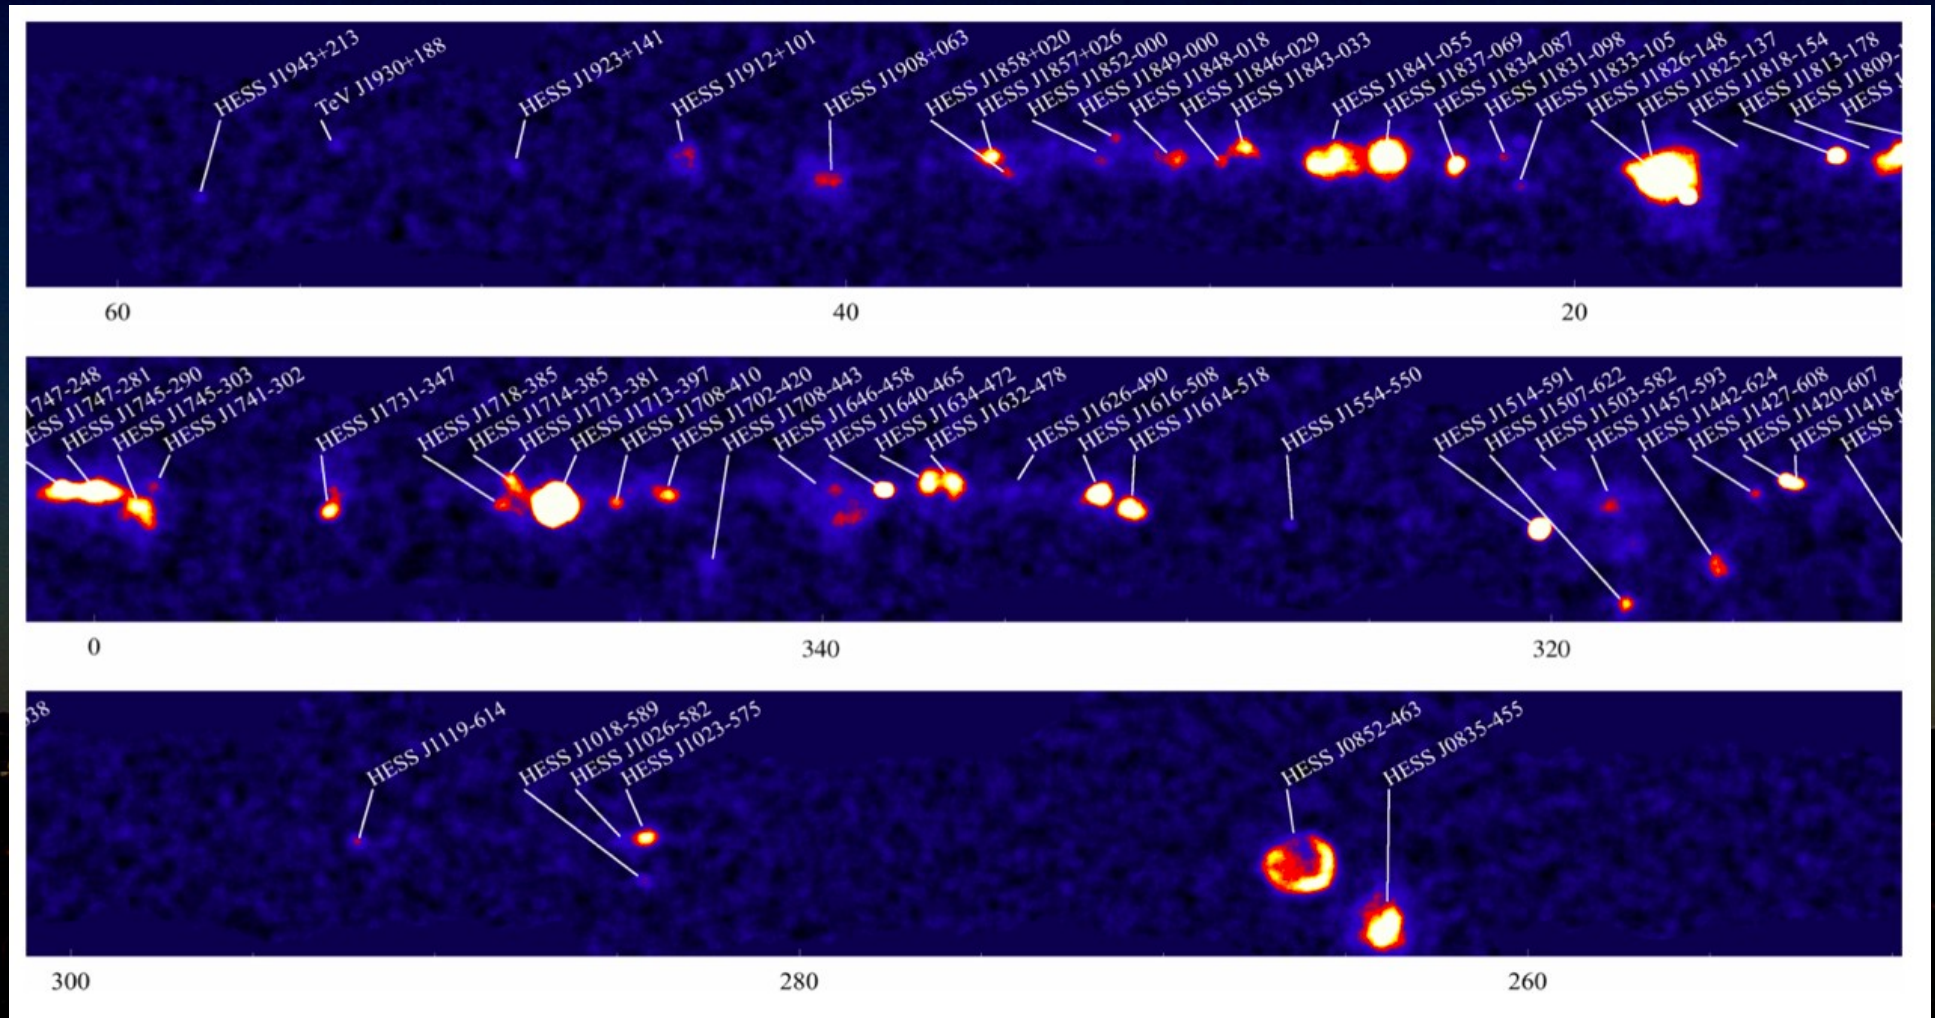 HESS J1943+213
TeV J1930+188
HESS J1923+141
HESS J1912+101
HESS J1908+063
HESS J1858+020
HESS J1857+026
HESS J1852-000
HESS J1849-000
HESS J1848-018
HESS J1846-029
HESS J1843-033
HESS J1841-055
HESS J1837-069
HESS J1834-087
HESS J1831-098
HESS J1833-105
HESS J1826-148
HESS J1825-137
HESS J1818-154
HESS J1813-178
HESS J1809-
HESS
60 40 20
1747-248
ESS J1747-281
HESS J1745-290
HESS J1745-303
HESS J1741-302
HESS J1731-347
HESS J1718-385
HESS J1714-385
HESS J1713-381
HESS J1713-397
HESS J1708-410
HESS J1702-420
HESS J1708-443
HESS J1646-458
HESS J1640-465
HESS J1634-472
HESS J1632-478
HESS J1626-490
HESS J1616-508
HESS J1614-518
HESS J1554-550
HESS J1514-591
HESS J1507-622
HESS J1503-582
HESS J1457-593
HESS J1442-624
HESS J1427-608
HESS J1420-607
HESS J1418-
HESS
0 340 320
38
HESS J1119-614
HESS J1018-589
HESS J1026-582
HESS J1023-575
HESS J0852-463
HESS J0835-455
300 280 260